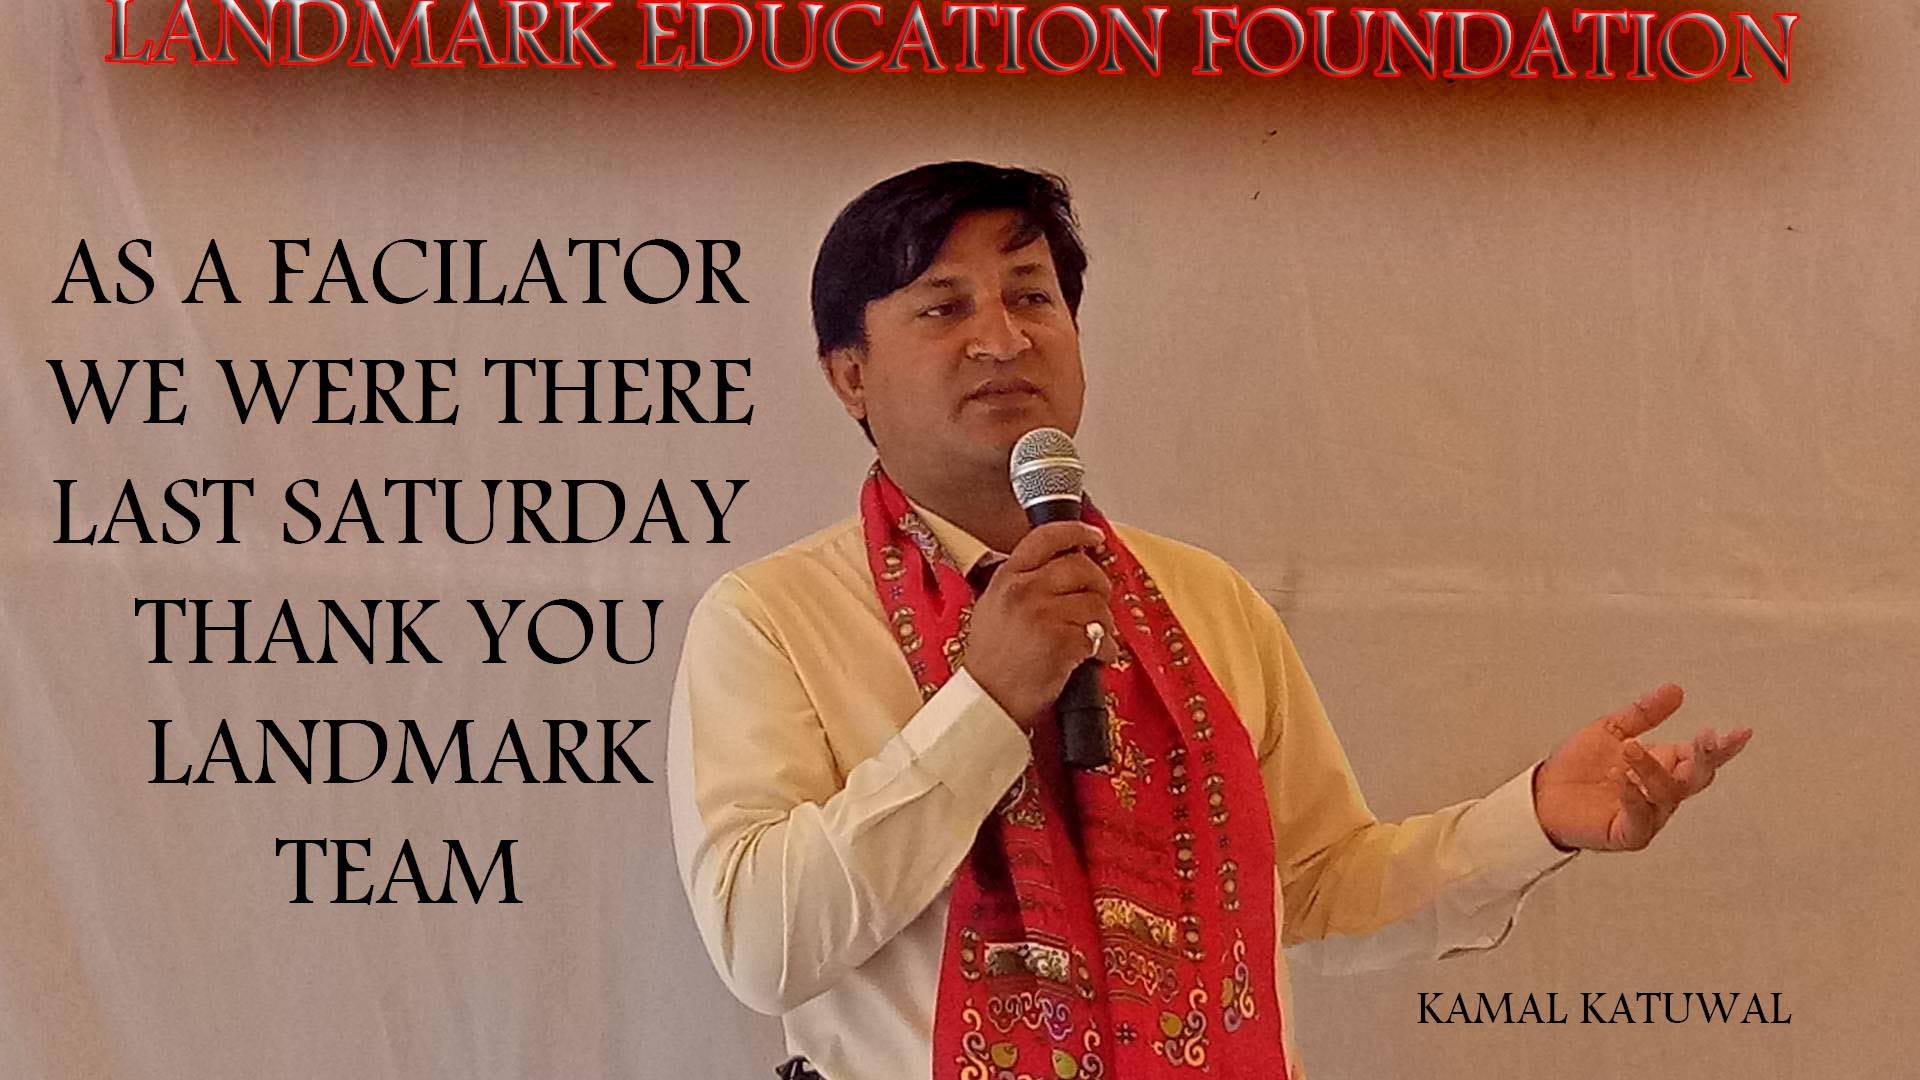 LANDMARK EDUCATION FOUNDATION
AS A FACILATOR
WE WERE THERE
LAST SATURDAY
THANK YOU
LANDMARK
TEAM
KAMAL KATUWAL